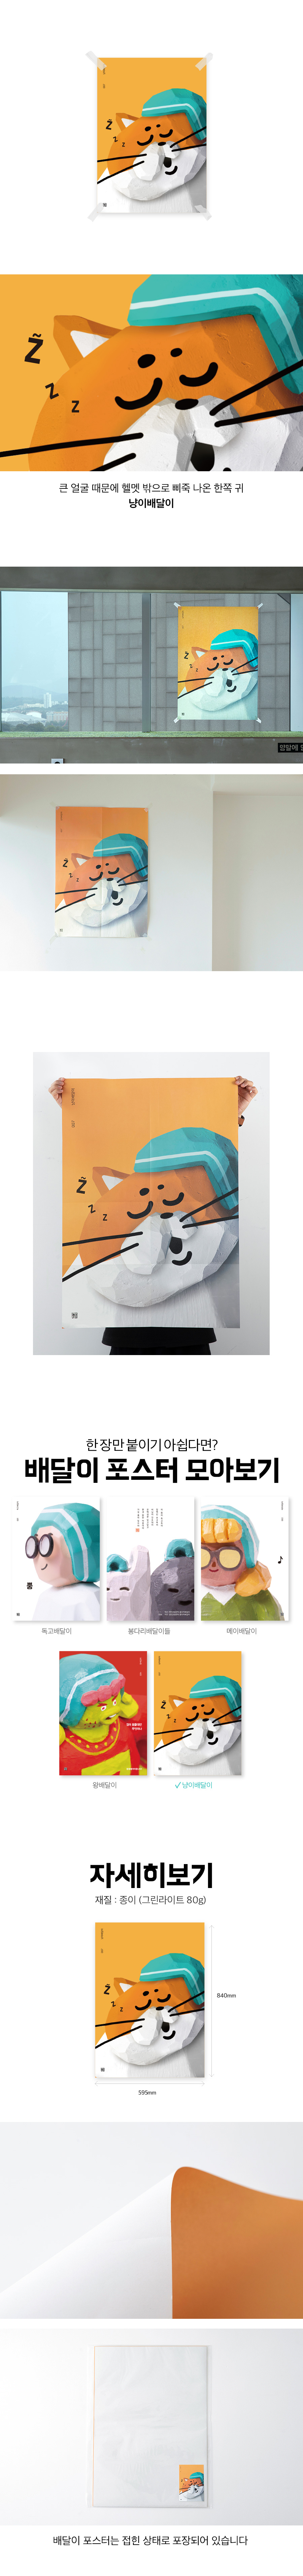 Z̃
Z
Z
큰 얼굴 때문에 헬멧 밖으로 삐죽 나온 한쪽 귀
냥이배달이
한 장만 붙이기 아쉽다면?
배달이 포스터 모아보기
독고배달이
봉다리배달이들
메이배달이
왕배달이
✓ 냥이배달이
자세히보기
재질 : 종이 (그린라이트 80g)
840mm
595mm
배달이 포스터는 접힌 상태로 포장되어 있습니다